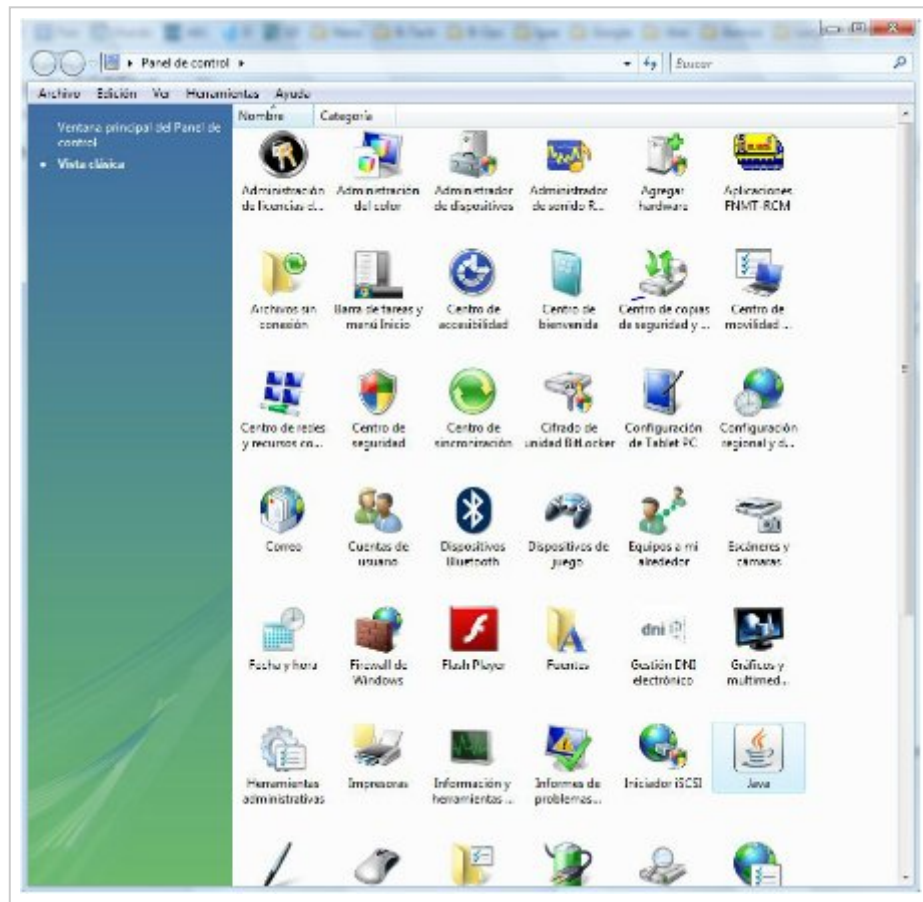 Panel de control
Buscar
Archivo Edición Ver Herramientas Ayuda
Ventana principal del Panel de
control
Vista clásica
Nombre Categoría
Administración
de licencias d...
Administración
del color
Administrador
de dispositivos
Administrador
de sonido R...
Agregar
hardware
Aplicaciones
FNMT-RCM
Archivos sin
conexión
Barra de tareas y
menú Inicio
Centro de
accesibilidad
Centro de
bienvenida
Centro de copias
de seguridad y ...
Centro de
movilidad ...
Centro de redes
y recursos co...
Centro de
seguridad
Centro de
sincronización
Cifrado de
unidad BitLocker
Configuración
de Tablet PC
Configuración
regional y d...
Correo
Cuentas de
usuario
Dispositivos
Bluetooth
Dispositivos de
juego
Equipos a mi
alrededor
Escáneres y
cámaras
Fecha y hora
Firewall de
Windows
Flash Player
Fuentes
dni
Gestión DNI
electrónico
Gráficos y
multimed...
Herramientas
administrativas
Impresoras
Información y
herramientas ...
Informes de
problemas...
Iniciador iSCSI
Java